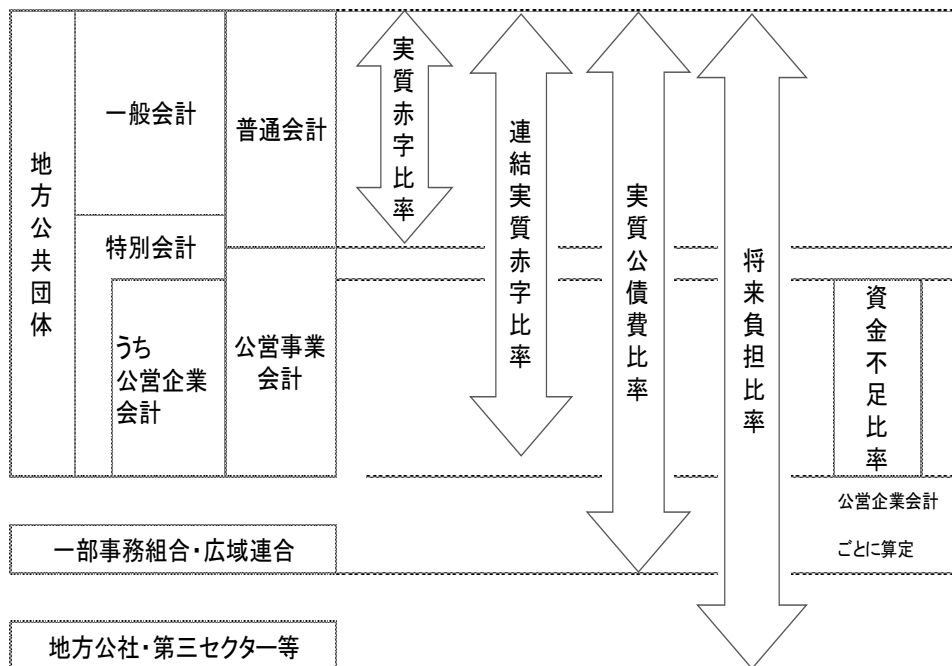 地方公共団体
一般会計
特別会計
うち
公営企業
会計
普通会計
公営事業
会計
実質赤字比率
連結実質赤字比率
実質公債費比率
将来負担比率
資金不足比率
公営企業会計
ごとに算定
一部事務組合・広域連合
地方公社・第三セクター等